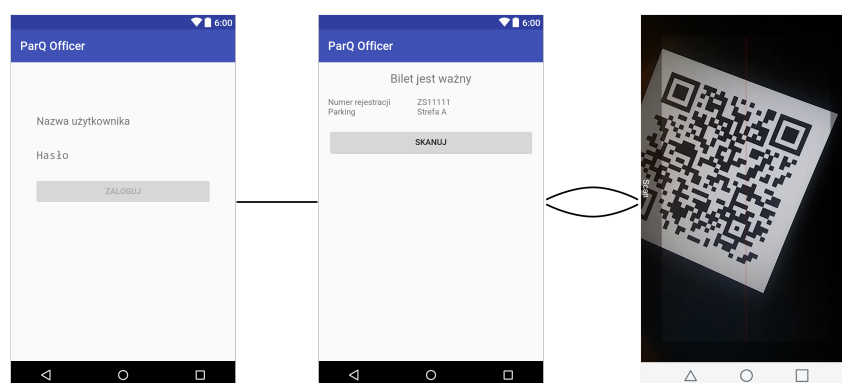 6:00
ParQ Officer
Nazwa użytkownika
Hasło
ZALOGUJ
6:00
ParQ Officer
Bilet jest ważny
Numer rejestracji ZS11111
Parking Strefa A
SKANUJ